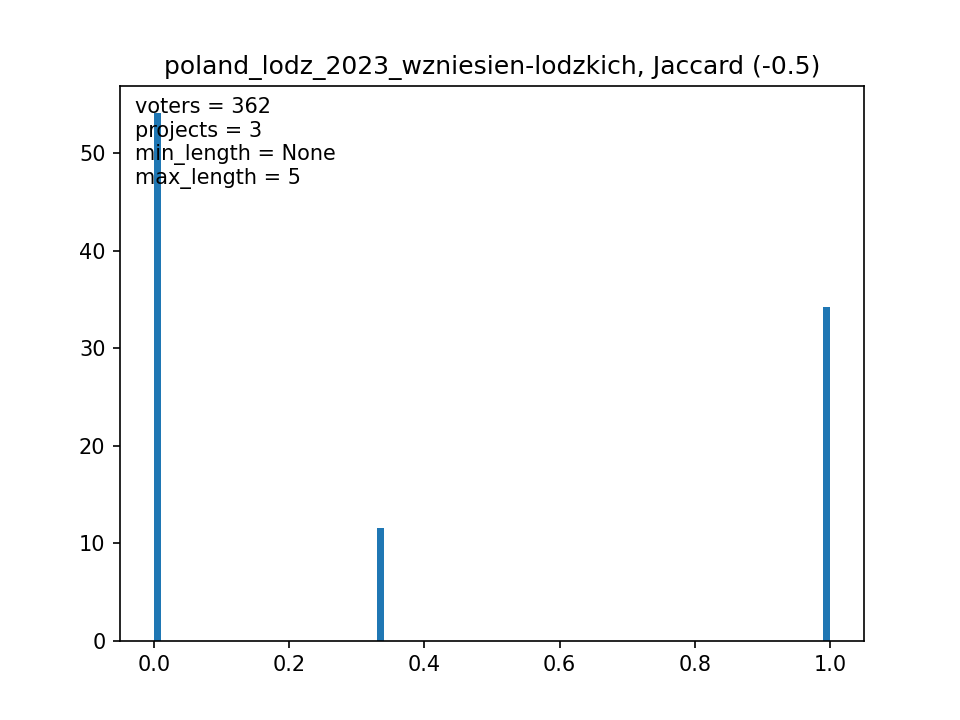 poland_lodz_2023_wzniesien-lodzkich, Jaccard (-0.5)
voters = 362
projects = 3
min_length = None
max_length = 5
50
40
30
20
10
0
0.0 0.2 0.4 0.6 0.8 1.0